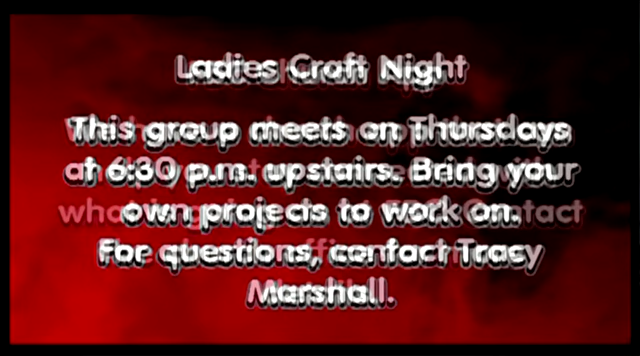 Ladies Craft Night
This group meets on Thursdays
at 6:30 p.m. upstairs. Bring your
own projects to work on.
For questions, contact Tracy
Marshall.